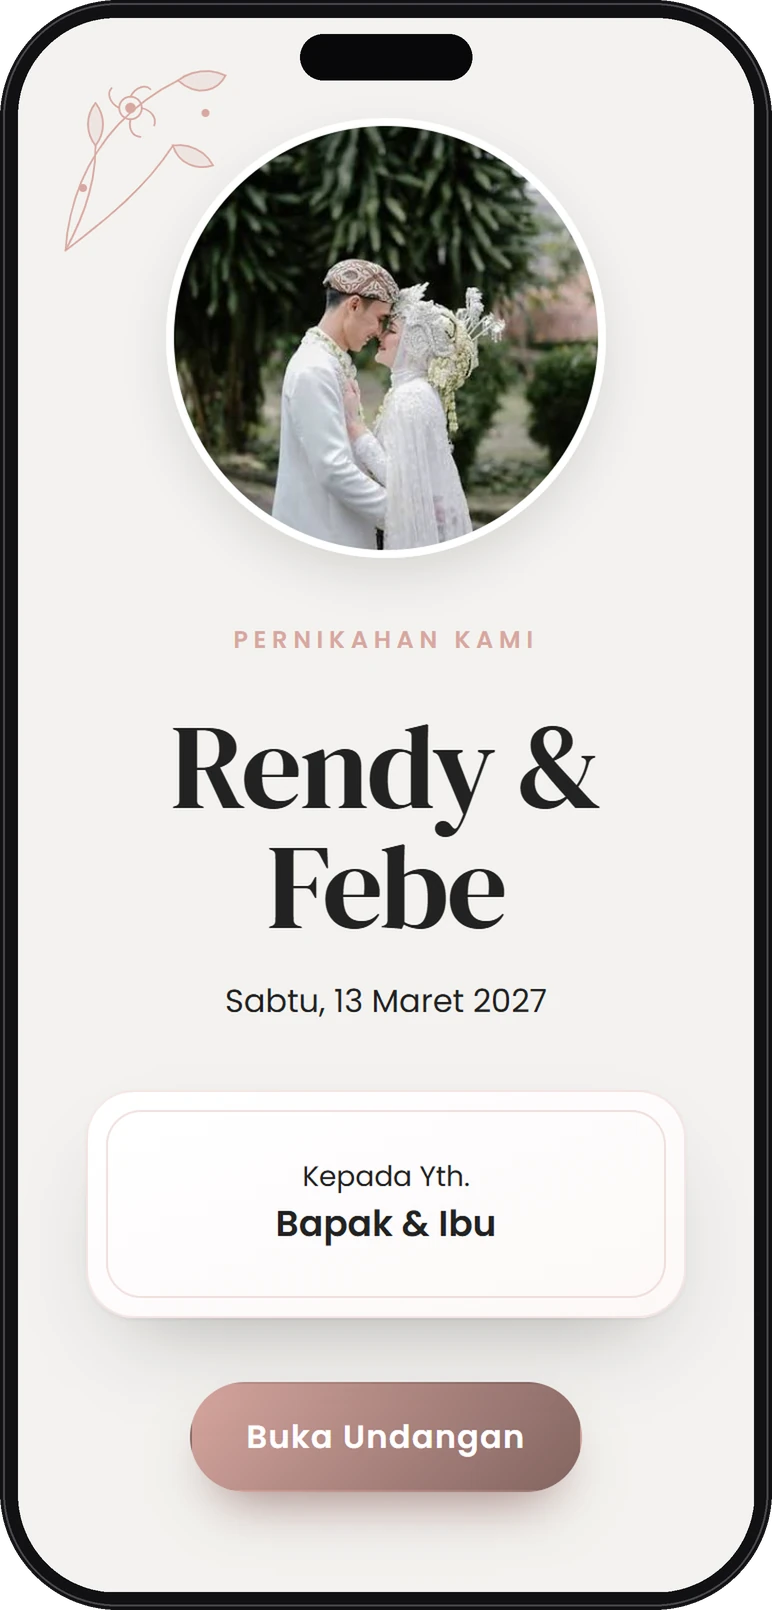 PERNIKAHAN KAMI
Rendy &
Febe
Sabtu, 13 Maret 2027
Kepada Yth.
Bapak & Ibu
Buka Undangan